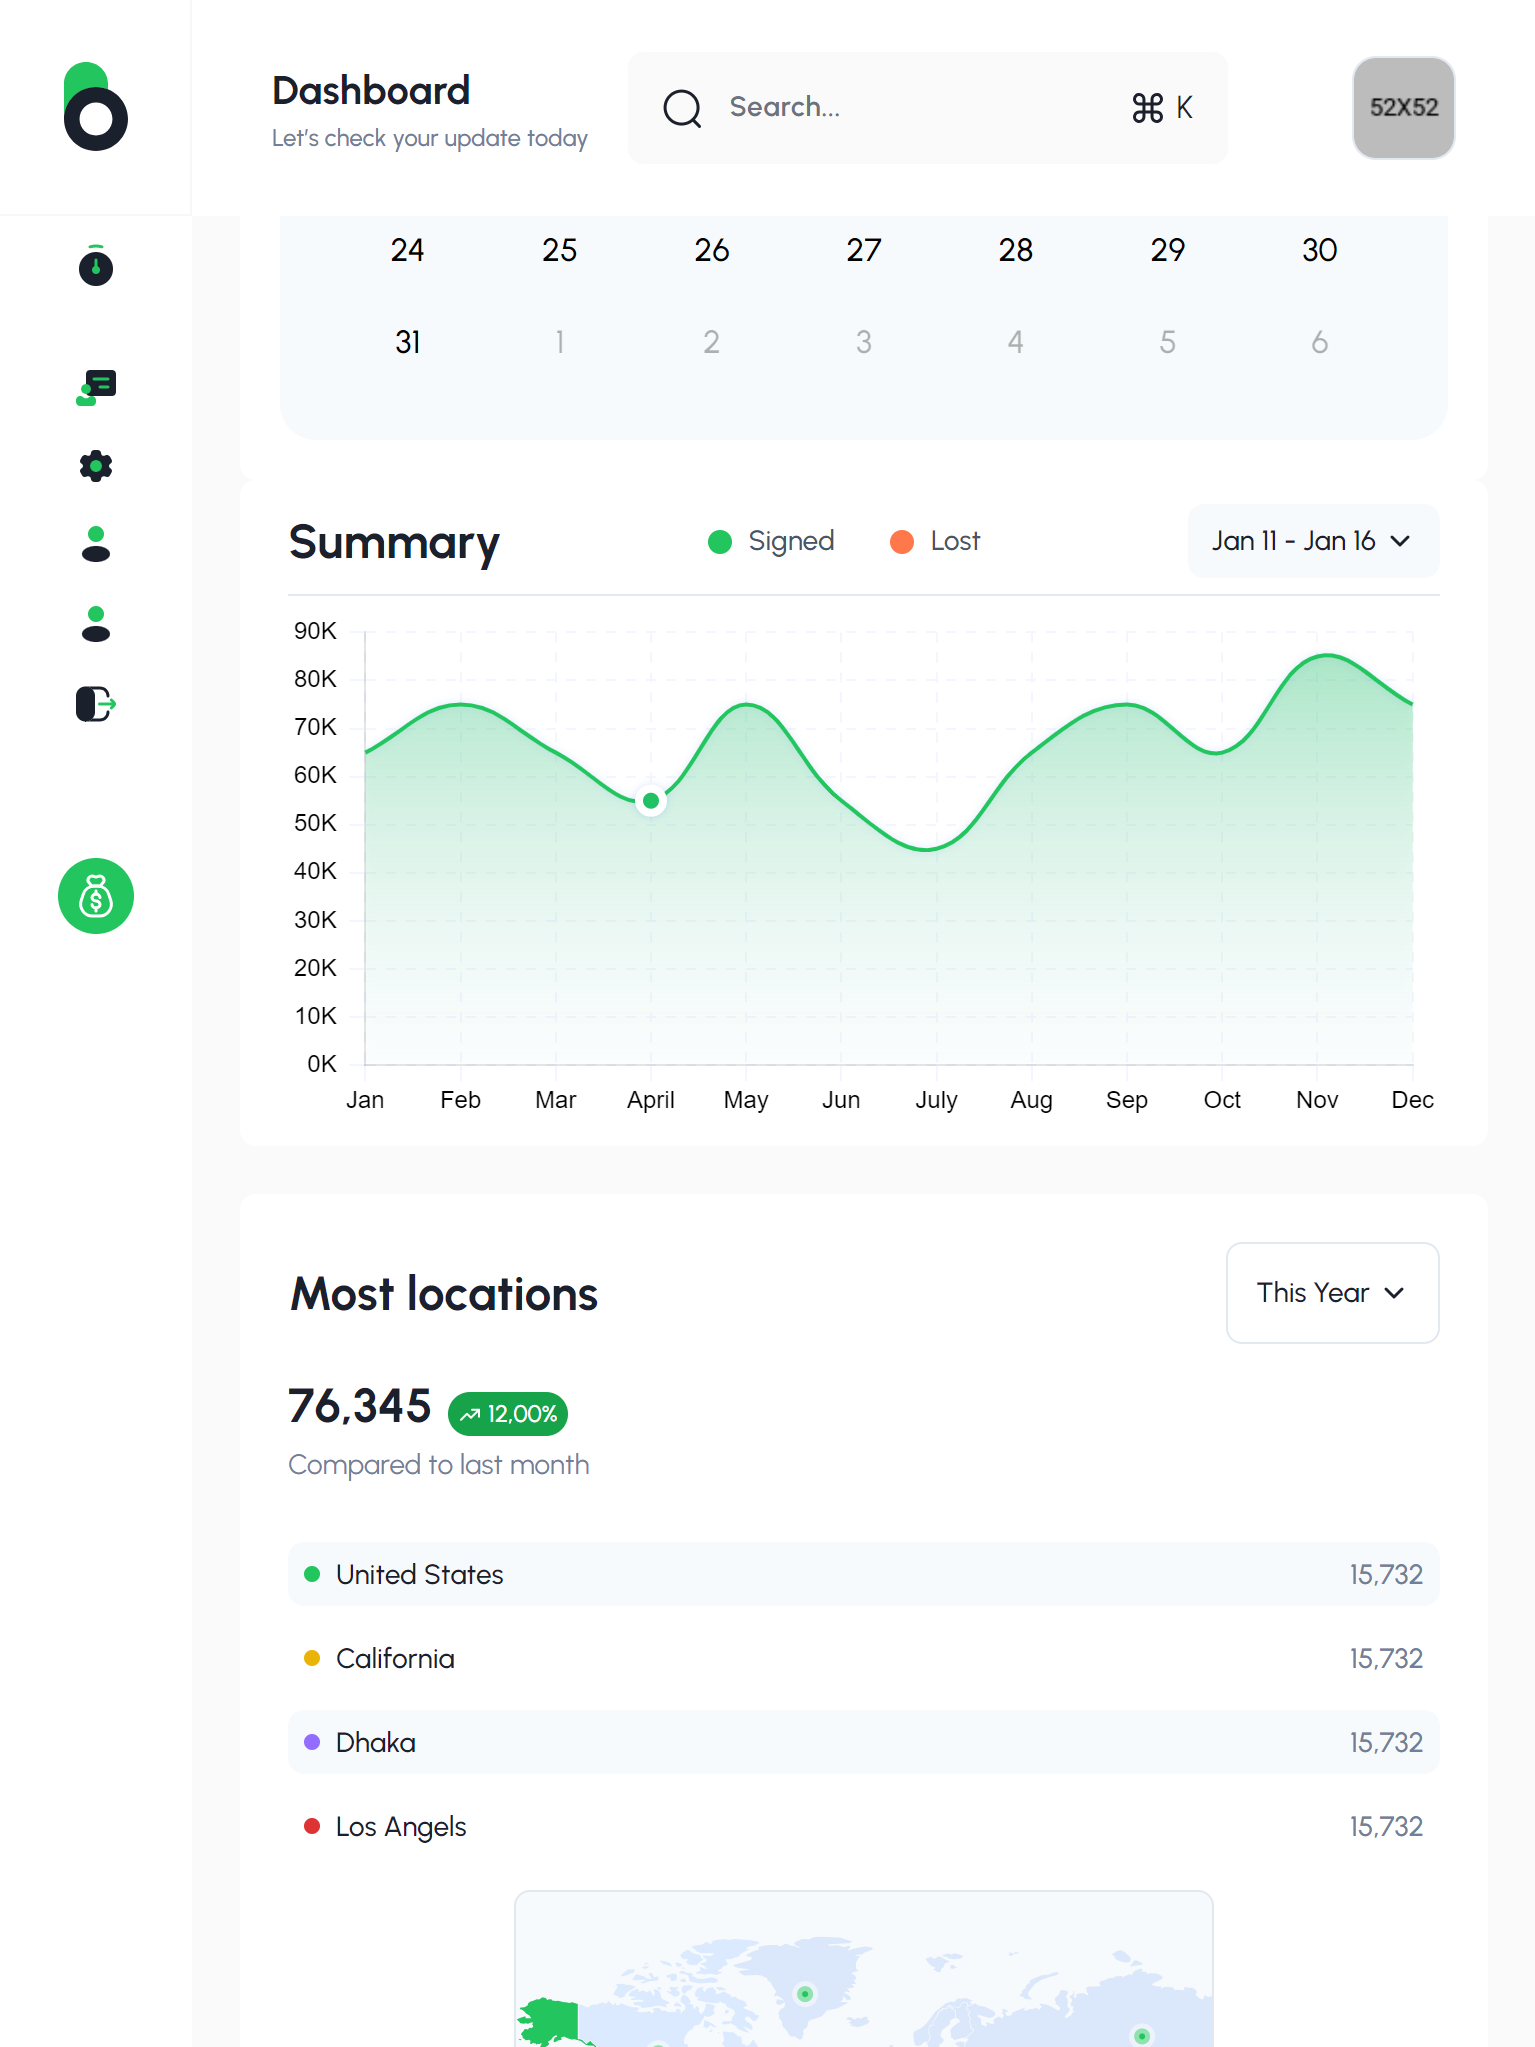 Dashboard
Let's check your update today
Search...
⌘ K
52X52
24 25 26 27 28 29 30
31 1 2 3 4 5 6
Summary
Signed
Lost
Jan 11 - Jan 16
90K
80K
70K
60K
50K
40K
30K
20K
10K
0K
Jan Feb Mar April May Jun July Aug Sep Oct Nov Dec
Most locations
This Year
76,345
12,00%
Compared to last month
United States 15,732
California 15,732
Dhaka 15,732
Los Angels 15,732